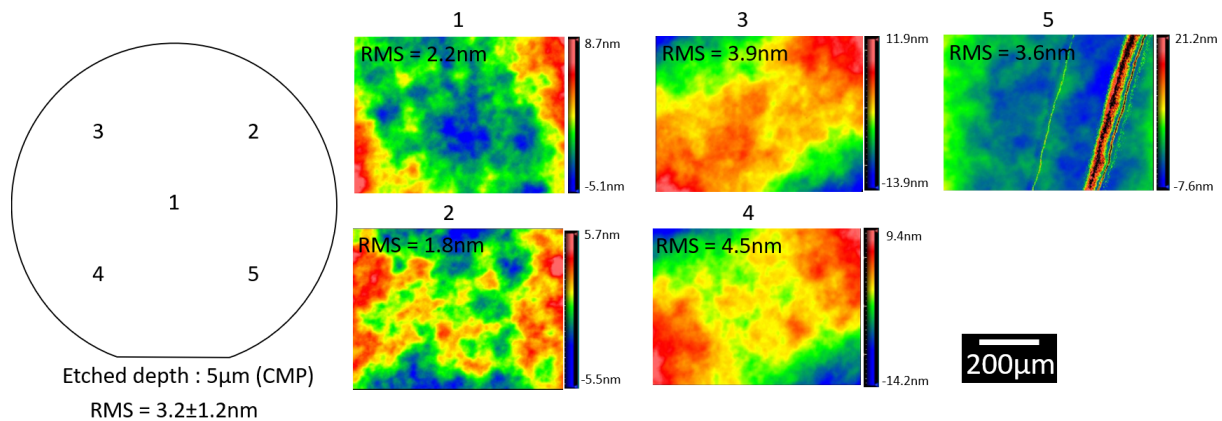 3
2
1
4
5
Etched depth : 5µm (CMP)
RMS = 3.2±1.2nm
1
RMS = 2.2nm
8.7nm
-5.1nm
2
RMS = 1.8nm
5.7nm
-5.5nm
3
RMS = 3.9nm
11.9nm
-13.9nm
4
RMS = 4.5nm
9.4nm
-14.2nm
5
RMS = 3.6nm
21.2nm
-7.6nm
200µm